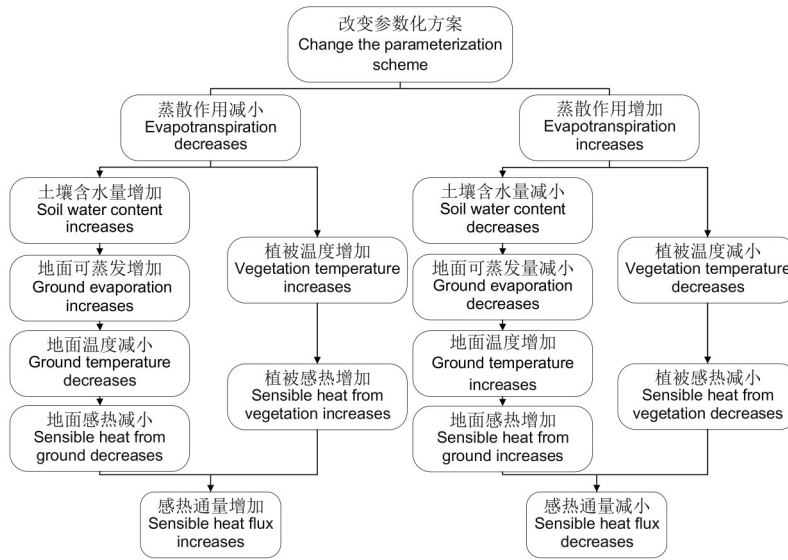 改变参数化方案
Change the parameterization
scheme
蒸散作用减小
Evapotranspiration
decreases
蒸散作用增加
Evapotranspiration
increases
土壤含水量增加
Soil water content
increases
地面可蒸发增加
Ground evaporation
increases
地面温度减小
Ground temperature
decreases
地面感热减小
Sensible heat from
ground decreases
植被温度增加
Vegetation temperature
increases
植被感热增加
Sensible heat from
vegetation increases
感热通量增加
Sensible heat flux
increases
土壤含水量减小
Soil water content
decreases
地面可蒸发量减小
Ground evaporation
decreases
地面温度增加
Ground temperature
increases
地面感热增加
Sensible heat from
ground increases
植被温度减小
Vegetation temperature
decreases
植被感热减小
Sensible heat from
vegetation decreases
感热通量减小
Sensible heat flux
decreases